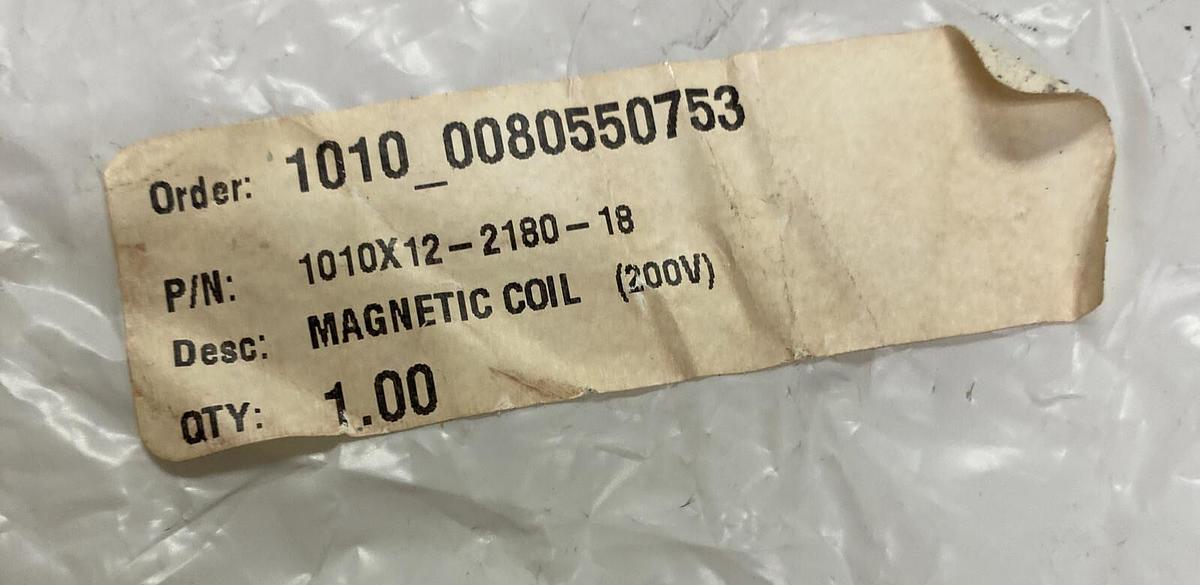 Order: 1010_0080550753
P/N: 1010X12-2180-18
Desc: MAGNETIC COIL (200V)
QTY: 1.00